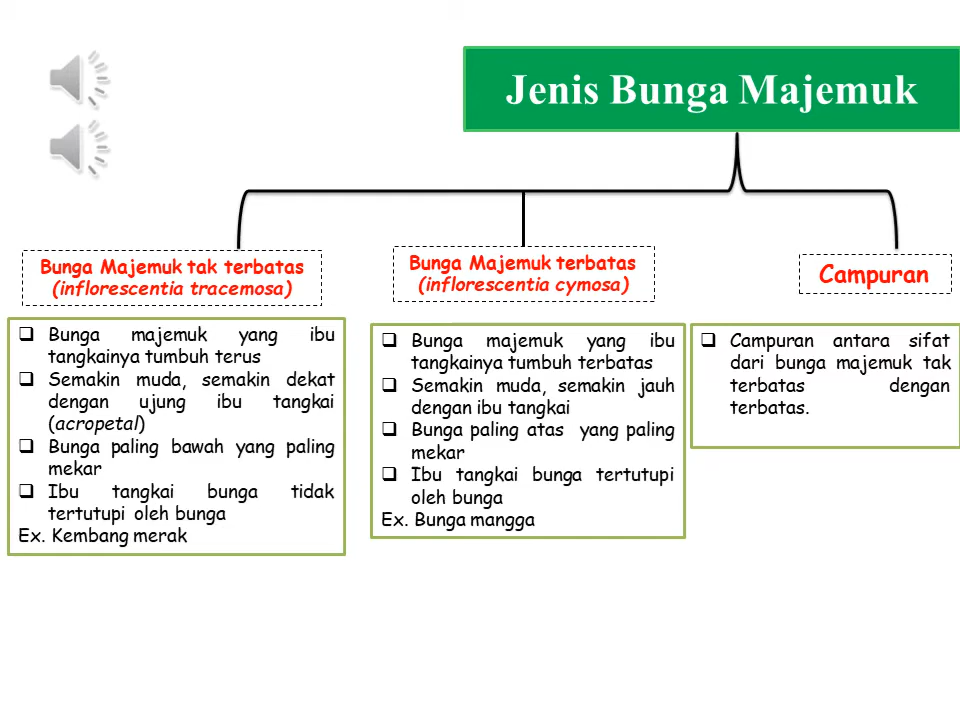 Jenis Bunga Majemuk
Bunga Majemuk tak terbatas
(inflorescentia tracemosa)
❑ Bunga majemuk yang ibu
tangkainya tumbuh terus
❑ Semakin muda, semakin dekat
dengan ujung ibu tangkai
(acropetal)
❑ Bunga paling bawah yang paling
mekar
❑ Ibu tangkai bunga tidak
tertutupi oleh bunga
Ex. Kembang merak
Bunga Majemuk terbatas
(inflorescentia cymosa)
❑ Bunga majemuk yang ibu
tangkainya tumbuh terbatas
❑ Semakin muda, semakin jauh
dengan ibu tangkai
❑ Bunga paling atas yang paling
mekar
❑ Ibu tangkai bunga tertutupi
oleh bunga
Ex. Bunga mangga
Campuran
❑ Campuran antara sifat
dari bunga majemuk tak
terbatas dengan
terbatas.